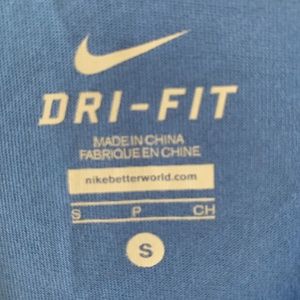 DRI-FIT
MADE IN CHINA
FABRIQUE EN CHINE
nikebetterworld.com
S P CH
S